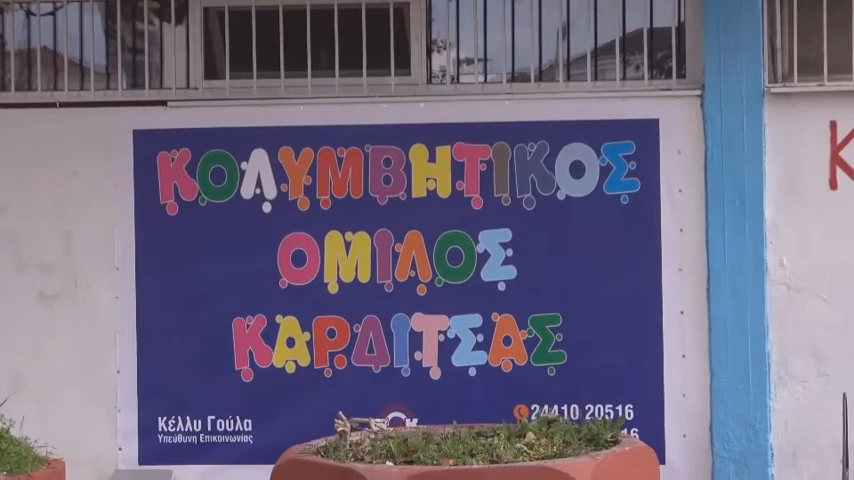 ΚΟΛΥΜΒΗΤΙΚΟΣ
ΟΜΙΛΟΣ
ΚΑΡΔΙΤΣΑΣ
Κέλλυ Γούλα
Υπεύθυνη Επικοινωνίας
24410 20516